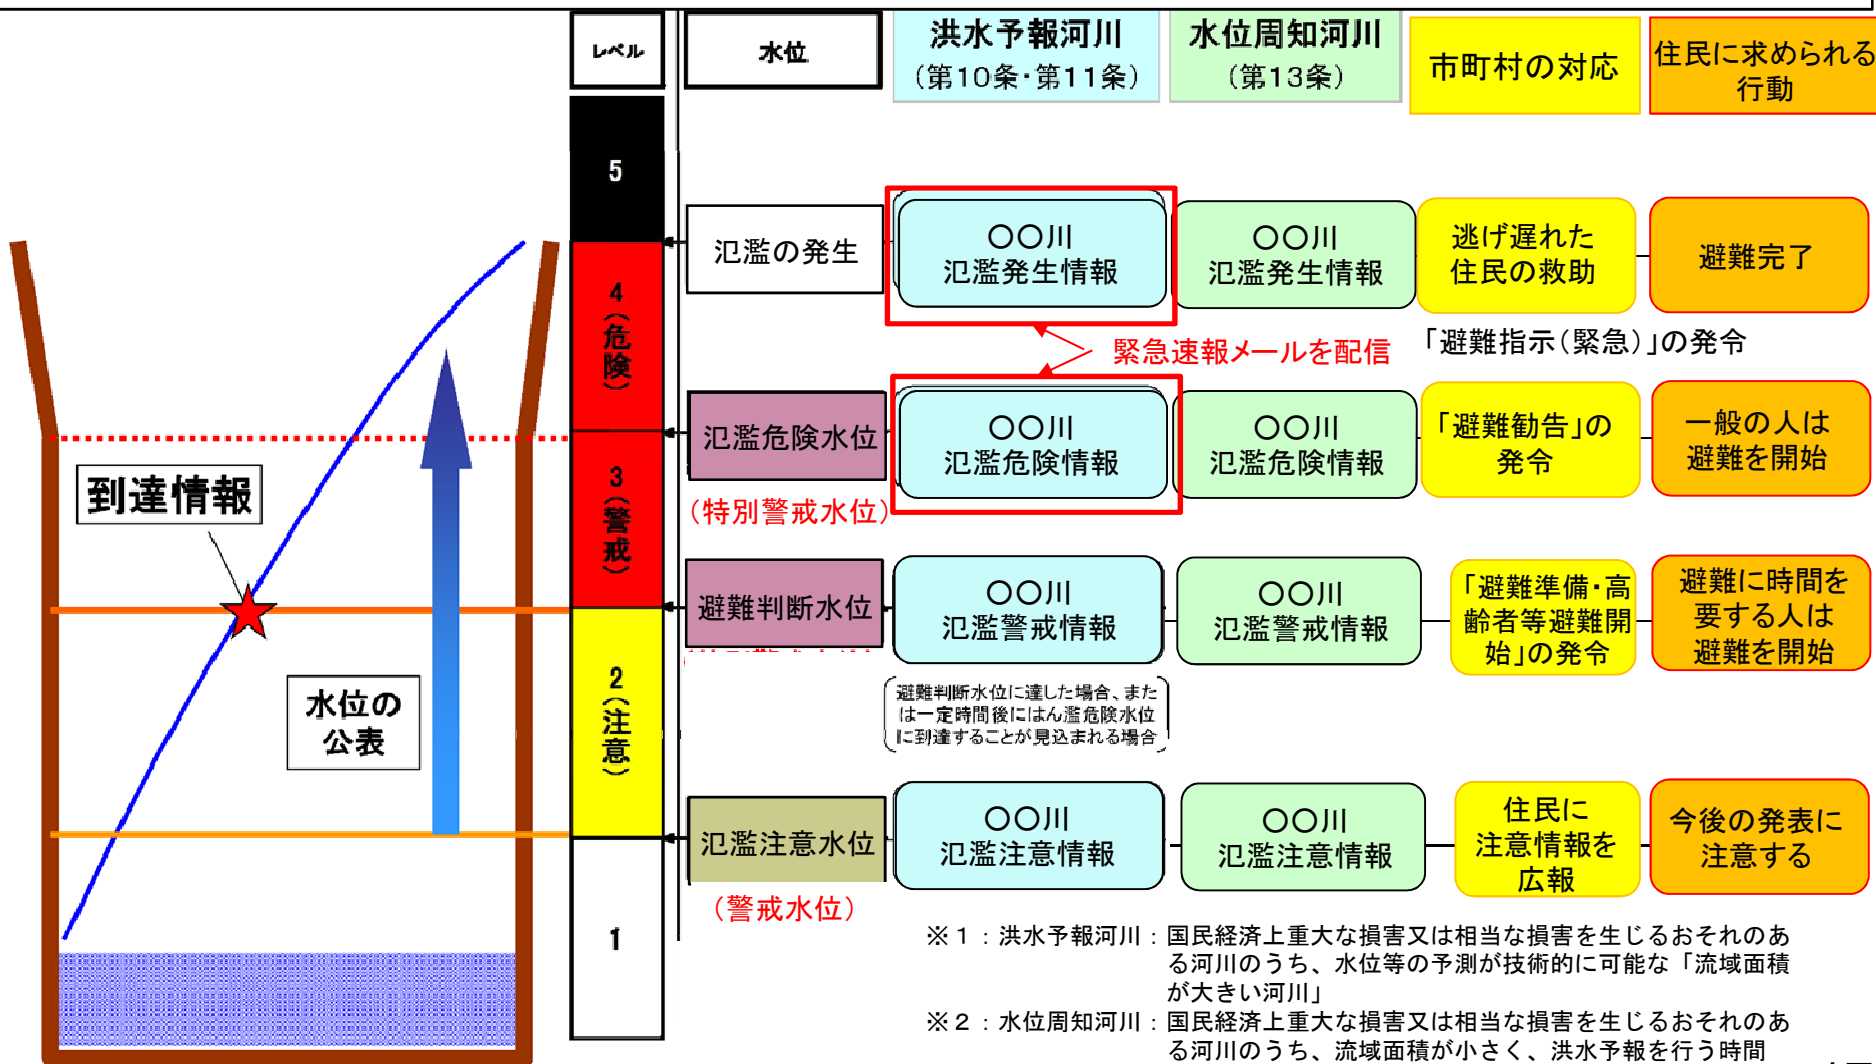 レベル
水位
洪水予報河川
(第10条・第11条)
水位周知河川
(第13条)
市町村の対応
住民に求められる
行動
5
4(危険)
3(警戒)
2(注意)
1
氾濫の発生
〇〇川
氾濫発生情報
〇〇川
氾濫発生情報
逃げ遅れた
住民の救助
避難完了
緊急速報メールを配信
「避難指示(緊急)」の発令
氾濫危険水位
(特別警戒水位)
〇〇川
氾濫危険情報
〇〇川
氾濫危険情報
「避難勧告」の
発令
一般の人は
避難を開始
到達情報
避難判断水位
〇〇川
氾濫警戒情報
〇〇川
氾濫警戒情報
「避難準備・高
齢者等避難開
始」の発令
避難に時間を
要する人は
避難を開始
避難判断水位に達した場合、また
は一定時間後にはん濫危険水位
に到達することが見込まれる場合
水位の
公表
氾濫注意水位
(警戒水位)
〇〇川
氾濫注意情報
〇〇川
氾濫注意情報
住民に
注意情報を
広報
今後の発表に
注意する
※1:洪水予報河川:国民経済上重大な損害又は相当な損害を生じるおそれのあ
る河川のうち、水位等の予測が技術的に可能な「流域面積
が大きい河川」
※2:水位周知河川:国民経済上重大な損害又は相当な損害を生じるおそれのあ
る河川のうち、流域面積が小さく、洪水予報を行う時間